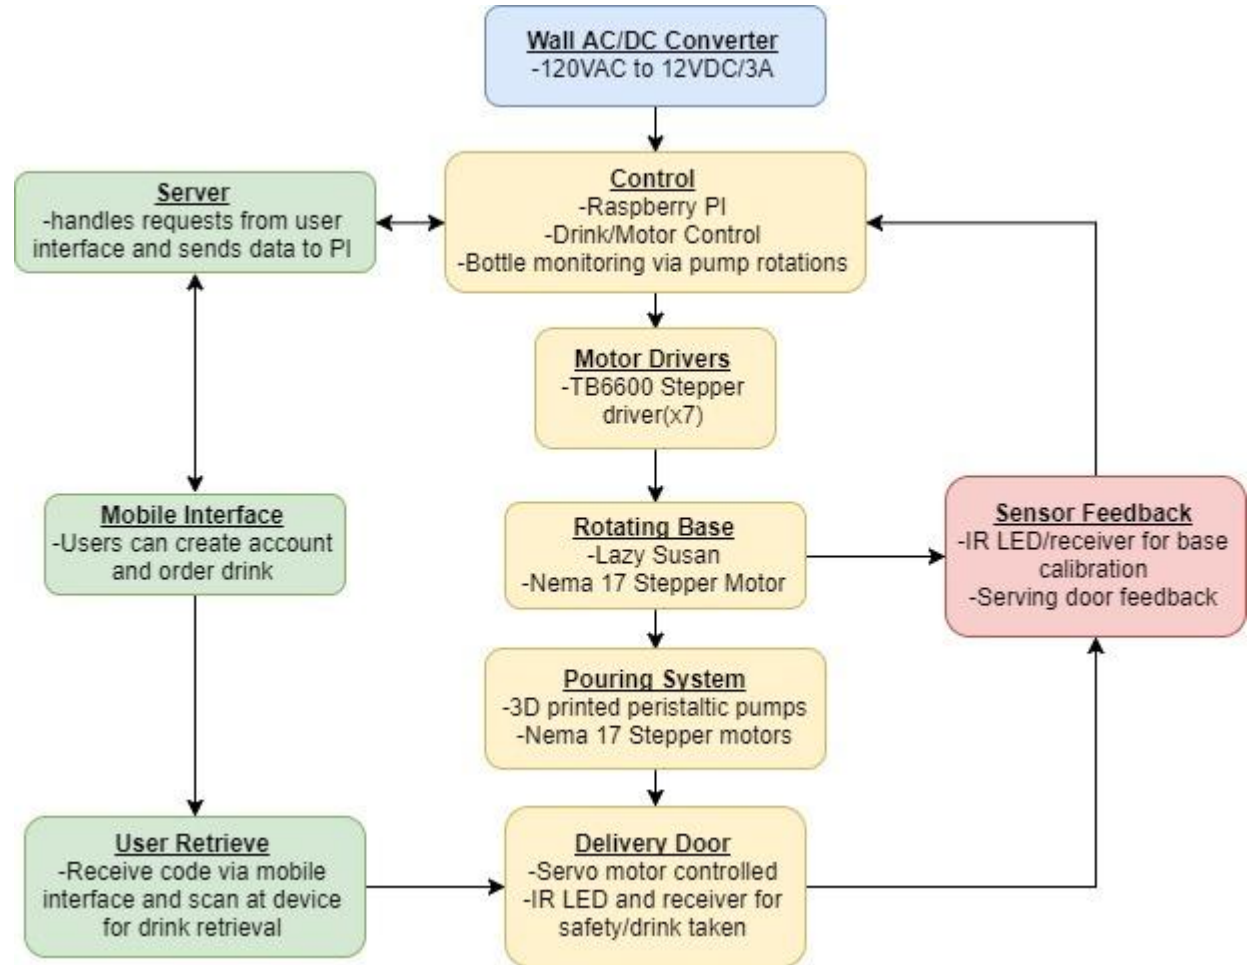 Wall AC/DC Converter
-120VAC to 12VDC/3A
Server
-handles requests from user
interface and sends data to PI
Control
-Raspberry PI
-Drink/Motor Control
-Bottle monitoring via pump rotations
Motor Drivers
-TB6600 Stepper
driver(x7)
Mobile Interface
-Users can create account
and order drink
Rotating Base
-Lazy Susan
-Nema 17 Stepper Motor
Sensor Feedback
-IR LED/receiver for base
calibration
-Serving door feedback
Pouring System
-3D printed peristaltic pumps
-Nema 17 Stepper motors
User Retrieve
-Receive code via mobile
interface and scan at device
for drink retrieval
Delivery Door
-Servo motor controlled
-IR LED and receiver for
safety/drink taken